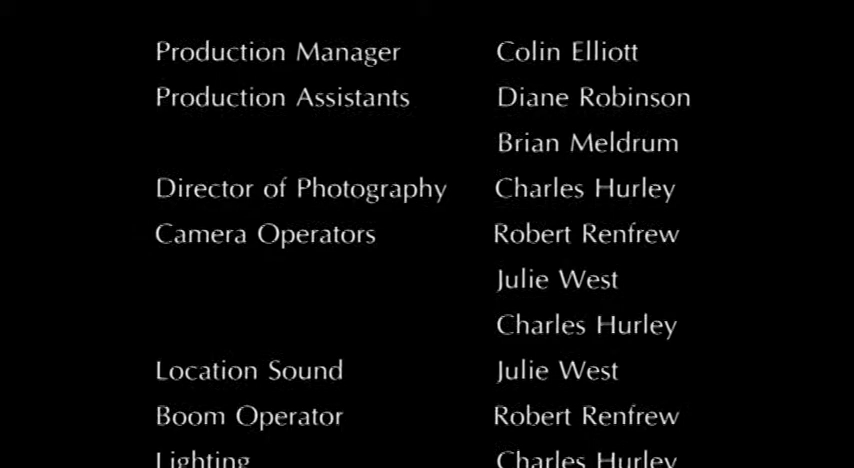 Production Manager Colin Elliott
Production Assistants Diane Robinson
Brian Meldrum
Director of Photography Charles Hurley
Camera Operators Robert Renfrew
Julie West
Charles Hurley
Location Sound Julie West
Boom Operator Robert Renfrew
Lighting Charles Hurley